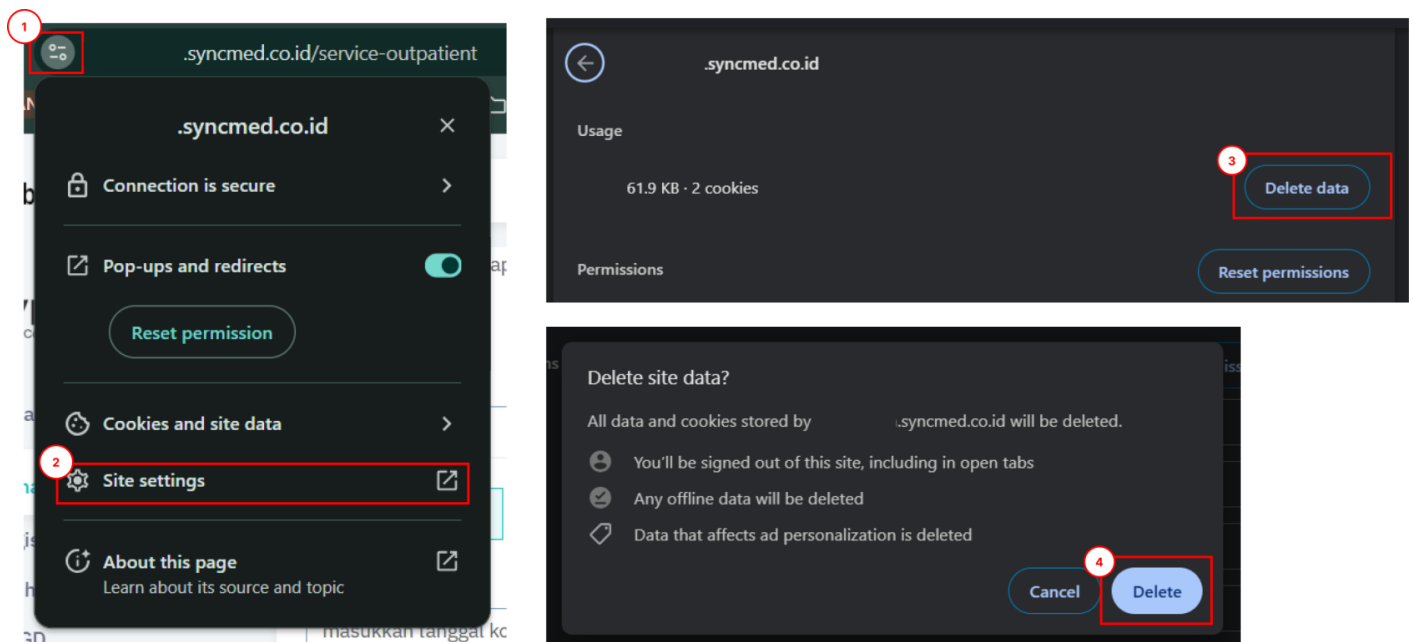 1
.syncmed.co.id/service-outpatient
.syncmed.co.id
Connection is secure
Pop-ups and redirects
Reset permission
Cookies and site data
2
Site settings
About this page
Learn about its source and topic
masukkan tanggal ko
.syncmed.co.id
Usage
3
61.9 KB · 2 cookies
Delete data
Permissions
Reset permissions
Delete site data?
All data and cookies stored by .syncmed.co.id will be deleted.
You'll be signed out of this site, including in open tabs
Any offline data will be deleted
Data that affects ad personalization is deleted
4
Cancel
Delete